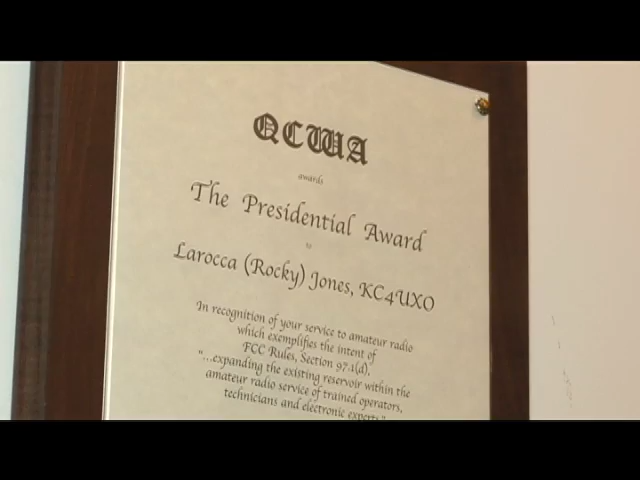 QCWA
awards
The Presidential Award
to
Larocca (Rocky) Jones, KC4UXO
In recognition of your service to amateur radio
which exemplifies the intent of
FCC Rules, Section 97.1(d),
"...expanding the existing reservoir within the
amateur radio service of trained operators,
technicians and electronic experts"